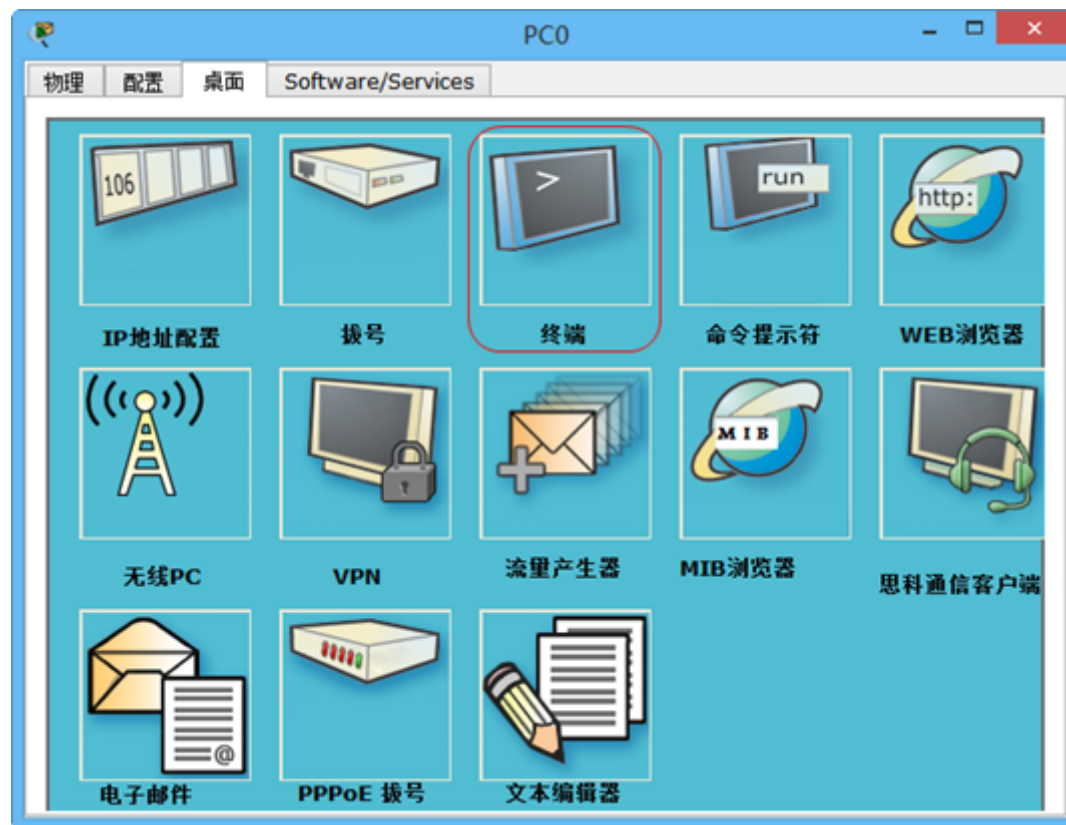 PC0
物理 配置 桌面 Software/Services
106
>
run
http:
IP地址配置
拨号
终端
命令提示符
WEB浏览器
MIB
无线PC
VPN
流里产生器
MIB浏览器
思科通信客户端
@
电子邮件
PPPoE 拨号
文本编辑器